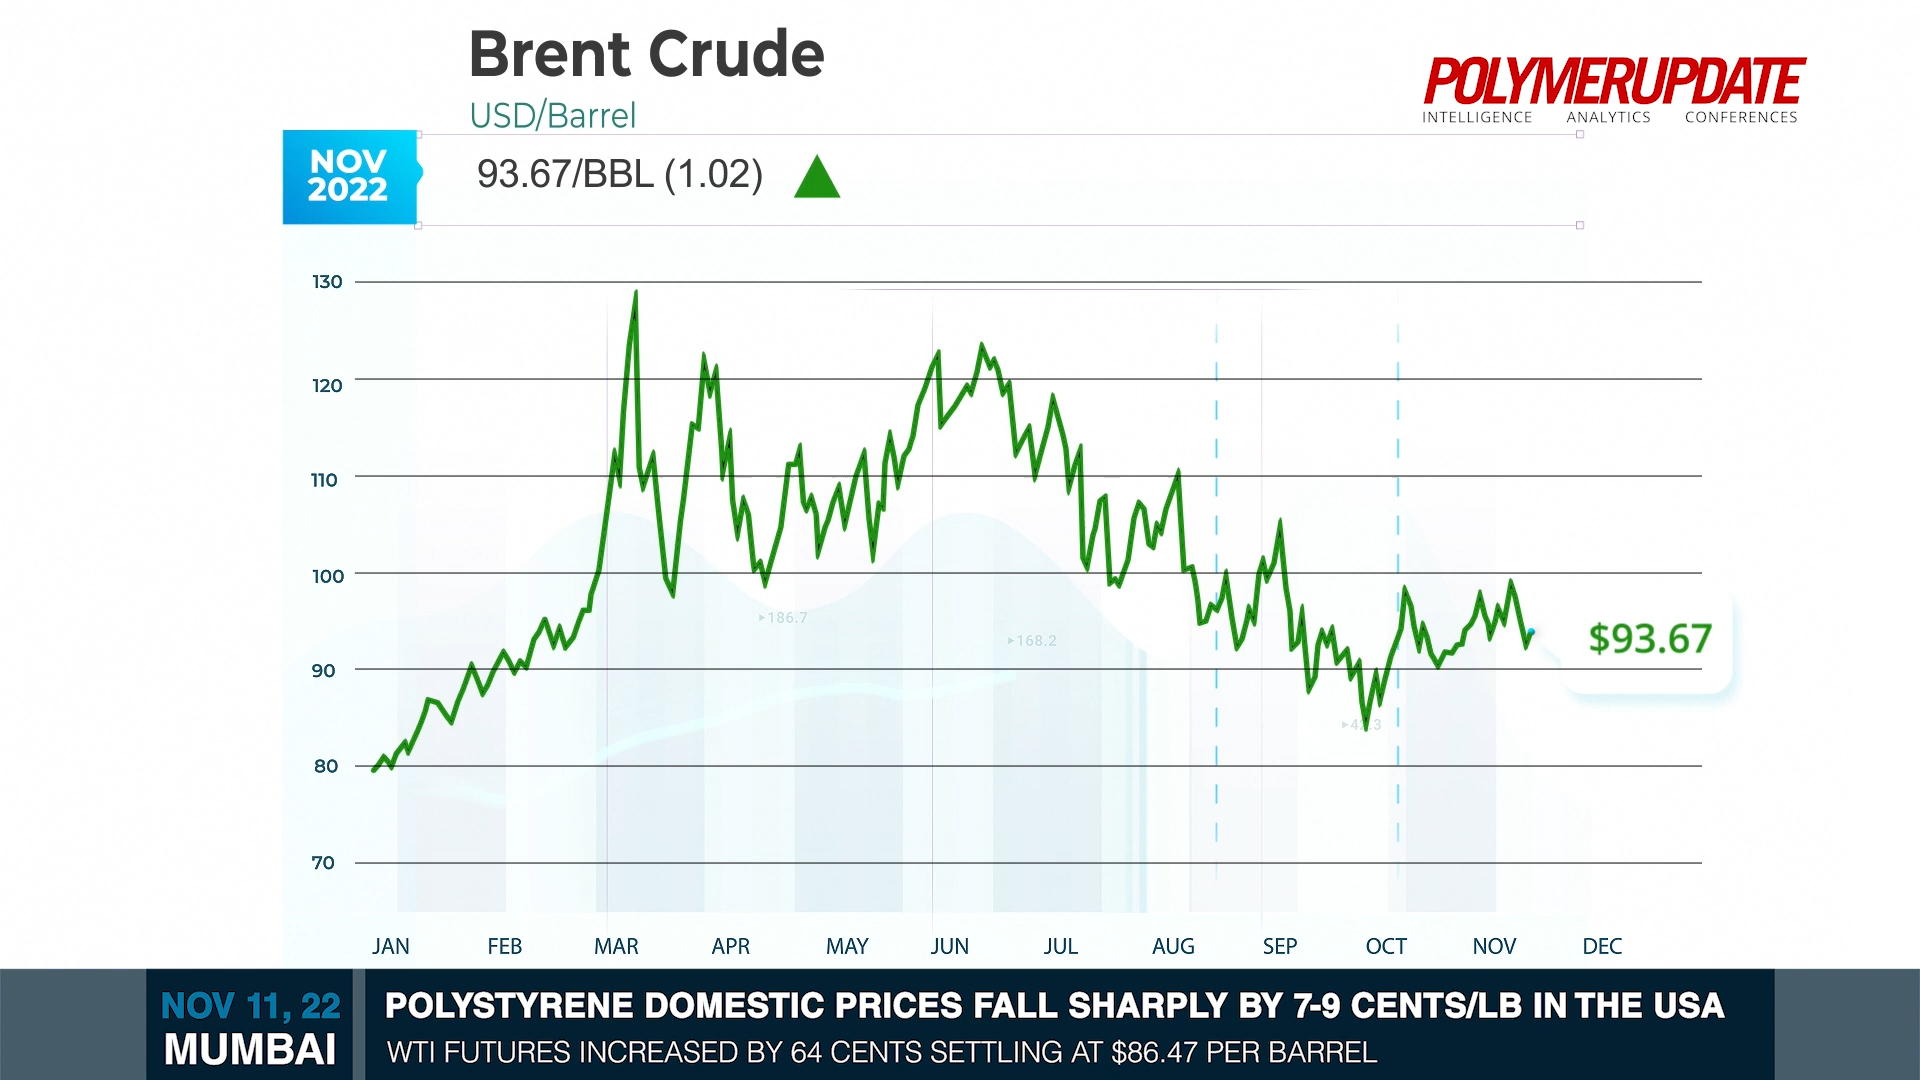 Brent Crude
USD/Barrel
POLYMERUPDATE
INTELLIGENCE ANALYTICS CONFERENCES
NOV
2022
93.67/BBL (1.02)
130
120
110
100
90
80
70
186.7
168.2
$93.67
JAN FEB MAR APR MAY JUN JUL AUG SEP OCT NOV DEC
NOV 11, 22
MUMBAI
POLYSTYRENE DOMESTIC PRICES FALL SHARPLY BY 7-9 CENTS/LB IN THE USA
WTI FUTURES INCREASED BY 64 CENTS SETTLING AT $86.47 PER BARREL